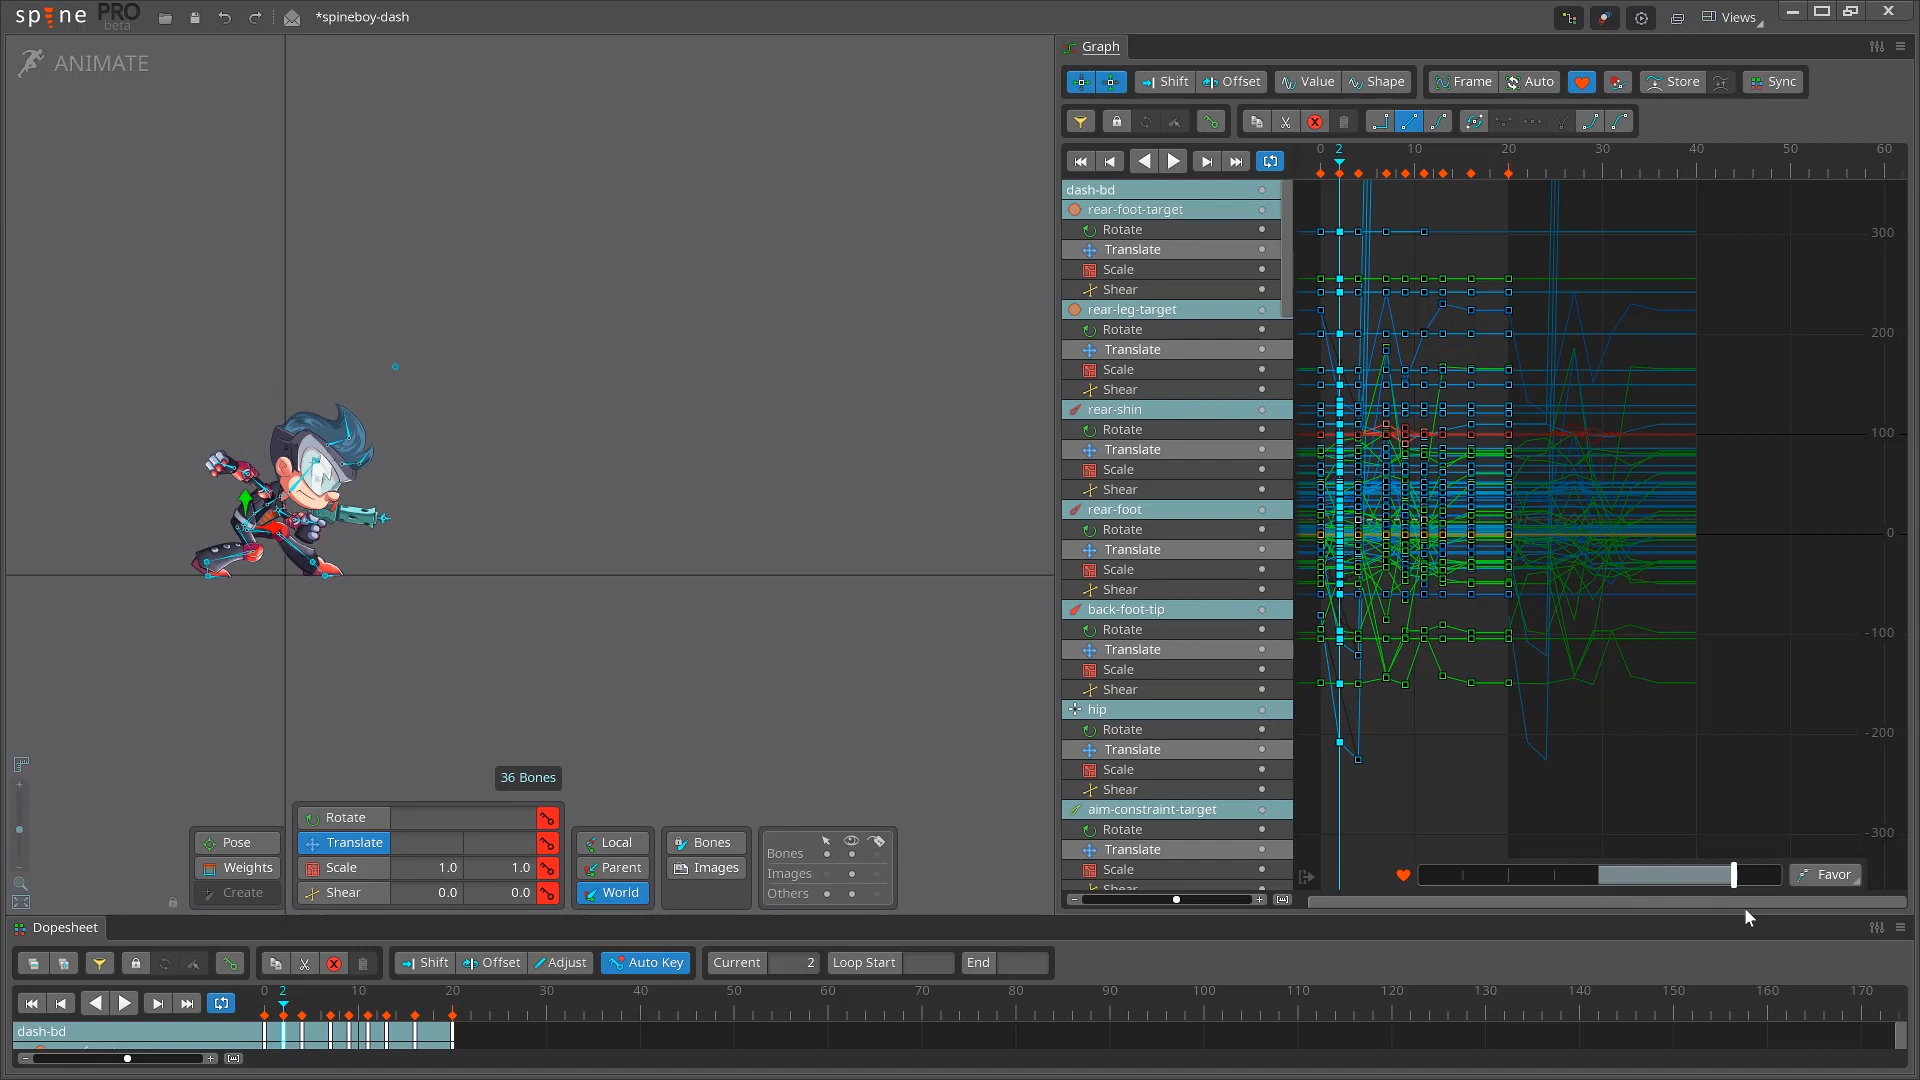 spine PRO beta
*spineboy-dash
Views
ANIMATE
Graph
Shift Offset Value Shape Frame Auto Store Sync
0 2 10 20 30 40 50 60
dash-bd
rear-foot-target
Rotate
Translate
Scale
Shear
rear-leg-target
Rotate
Translate
Scale
Shear
rear-shin
Rotate
Translate
Scale
Shear
rear-foot
Rotate
Translate
Scale
Shear
back-foot-tip
Rotate
Translate
Scale
Shear
hip
Rotate
Translate
Scale
Shear
aim-constraint-target
Rotate
Translate
Scale
Shear
300
200
100
0
-100
-200
-300
Favor
36 Bones
Pose
Weights
Create
Rotate
Translate
Scale 1.0 1.0
Shear 0.0 0.0
Local
Parent
World
Bones
Images
Bones
Images
Others
Dopesheet
Shift Offset Adjust Auto Key Current 2 Loop Start End
0 2 10 20 30 40 50 60 70 80 90 100 110 120 130 140 150 160 170
dash-bd